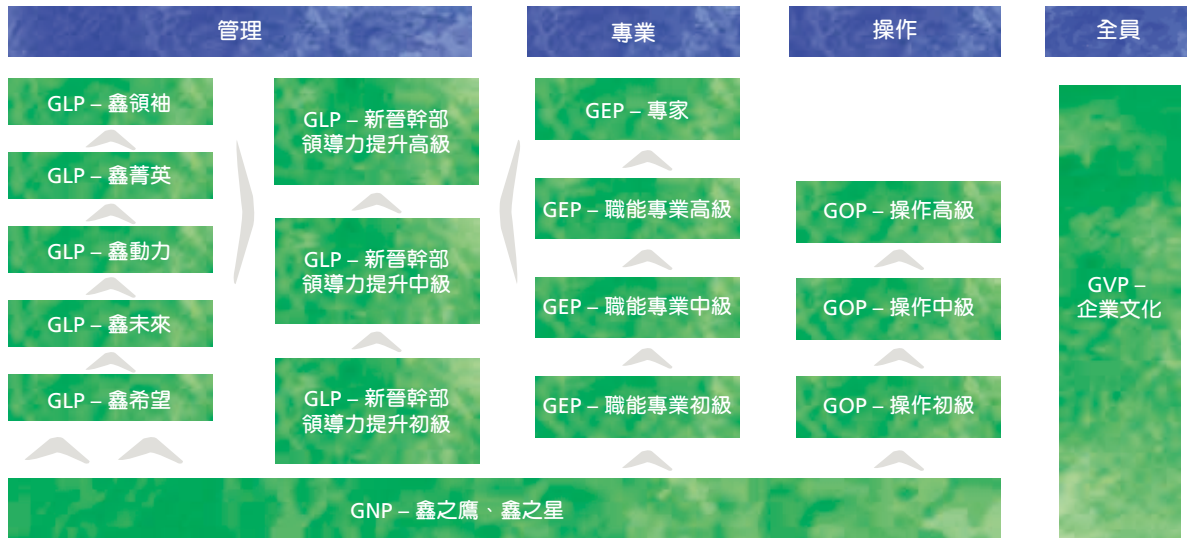 管理
專業
操作
全員
GLP – 鑫領袖
GLP – 鑫菁英
GLP – 鑫動力
GLP – 鑫未來
GLP – 鑫希望
GLP – 新晉幹部
領導力提升高級
GLP – 新晉幹部
領導力提升中級
GLP – 新晉幹部
領導力提升初級
GEP – 專家
GEP – 職能專業高級
GEP – 職能專業中級
GEP – 職能專業初級
GOP – 操作高級
GOP – 操作中級
GOP – 操作初級
GVP –
企業文化
GNP – 鑫之鷹、鑫之星